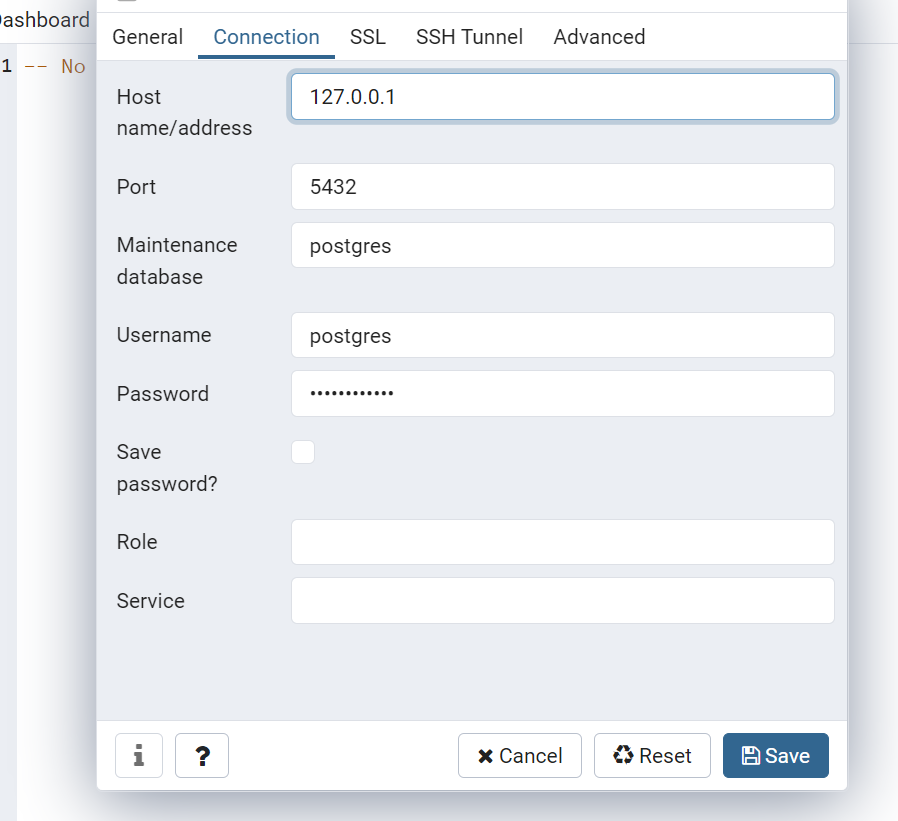 Dashboard
General Connection SSL SSH Tunnel Advanced
1 -- No
Host name/address 127.0.0.1
Port 5432
Maintenance database postgres
Username postgres
Password ••••••••••••
Save password?
Role
Service
i ? Cancel Reset Save